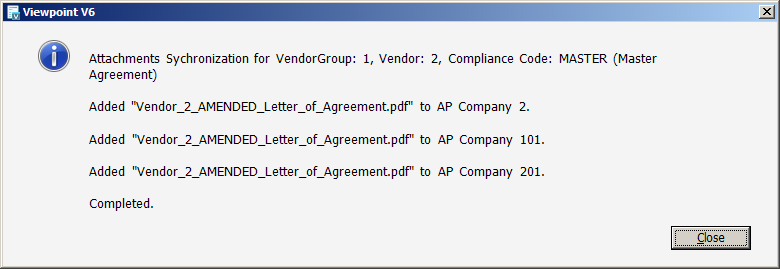 Viewpoint V6
Attachments Sychronization for VendorGroup: 1, Vendor: 2, Compliance Code: MASTER (Master
Agreement)
Added "Vendor_2_AMENDED_Letter_of_Agreement.pdf" to AP Company 2.
Added "Vendor_2_AMENDED_Letter_of_Agreement.pdf" to AP Company 101.
Added "Vendor_2_AMENDED_Letter_of_Agreement.pdf" to AP Company 201.
Completed.
Close